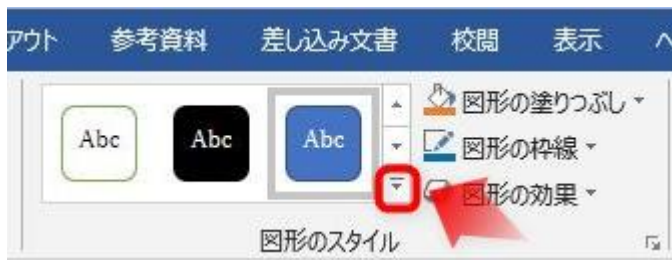 アウト 参考資料 差し込み文書 校閲 表示 ヘ
Abc Abc Abc
図形の塗りつぶし
図形の枠線
図形の効果
図形のスタイル